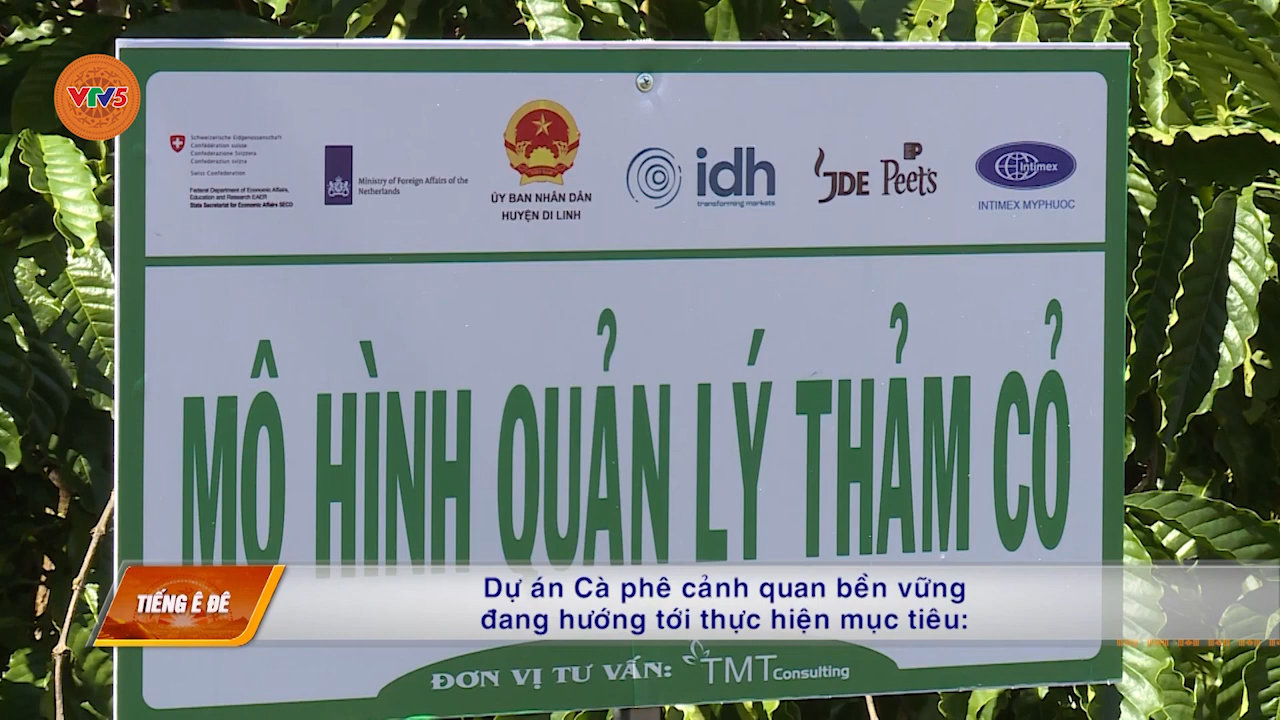 VTV5
Schweizerische Eidgenossenschaft
Confédération suisse
Confederazione Svizzera
Confederaziun svizra
Swiss Confederation
Federal Department of Economic Affairs,
Education and Research EAER
State Secretariat for Economic Affairs SECO
Ministry of Foreign Affairs of the
Netherlands
ỦY BAN NHÂN DÂN
HUYỆN DI LINH
idh
transforming markets
JDE Peet's
Intimex
INTIMEX MYPHUOC
MÔ HÌNH QUẢN LÝ THẢM CỎ
TIẾNG Ê ĐÊ
Dự án Cà phê cảnh quan bền vững
đang hướng tới thực hiện mục tiêu:
ĐƠN VỊ TƯ VẤN: TMT Consulting